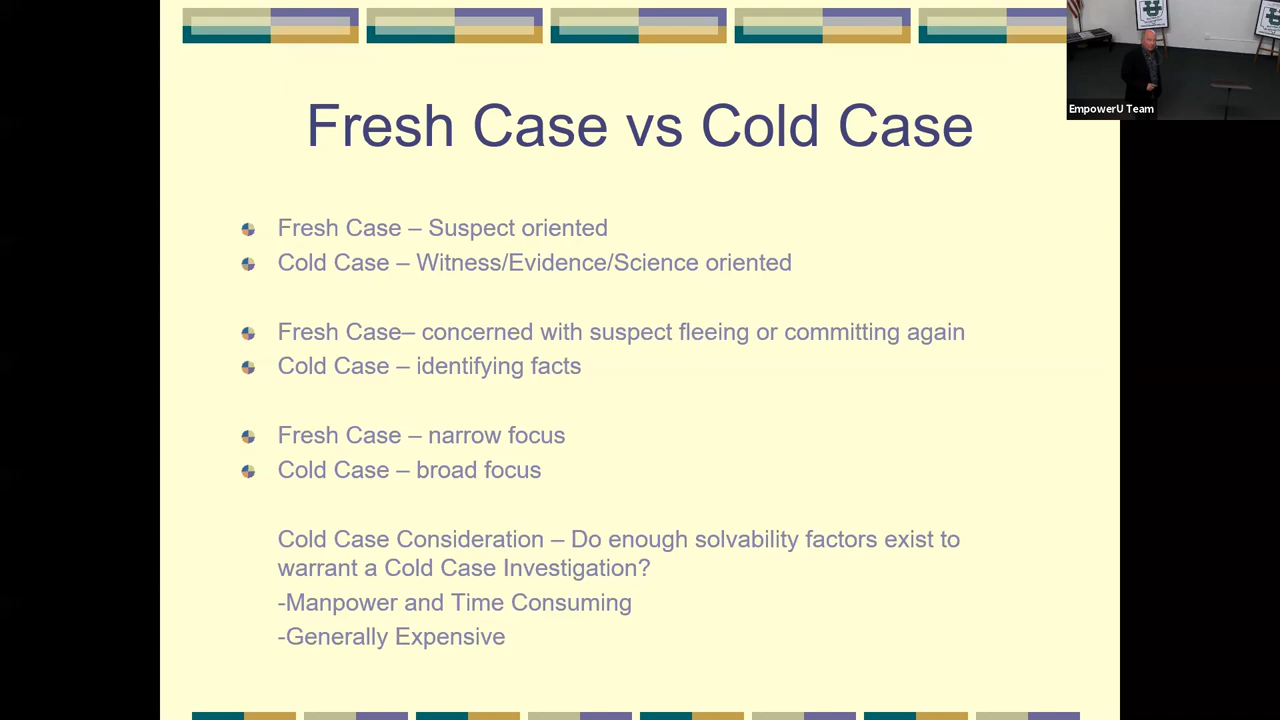 Fresh Case vs Cold Case
Fresh Case – Suspect oriented
Cold Case – Witness/Evidence/Science oriented
Fresh Case– concerned with suspect fleeing or committing again
Cold Case – identifying facts
Fresh Case – narrow focus
Cold Case – broad focus
Cold Case Consideration – Do enough solvability factors exist to
warrant a Cold Case Investigation?
-Manpower and Time Consuming
-Generally Expensive
EmpowerU Team